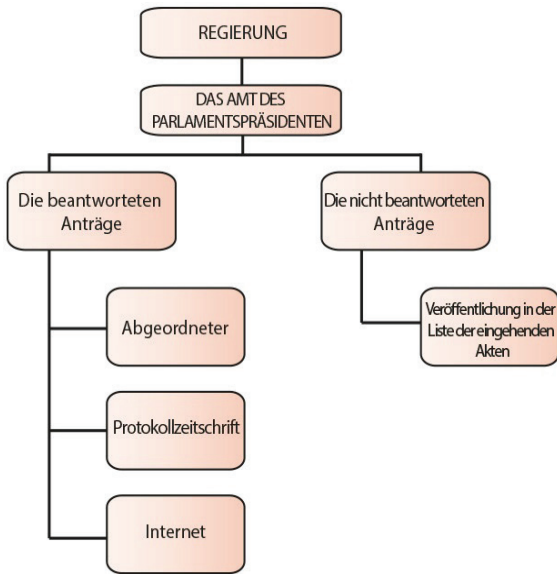 REGIERUNG
DAS AMT DES
PARLAMENTSPRÄSIDENTEN
Die beantworteten
Anträge
Die nicht beantworteten
Anträge
Abgeordneter
Veröffentlichung in der
Liste der eingehenden
Akten
Protokollzeitschrift
Internet